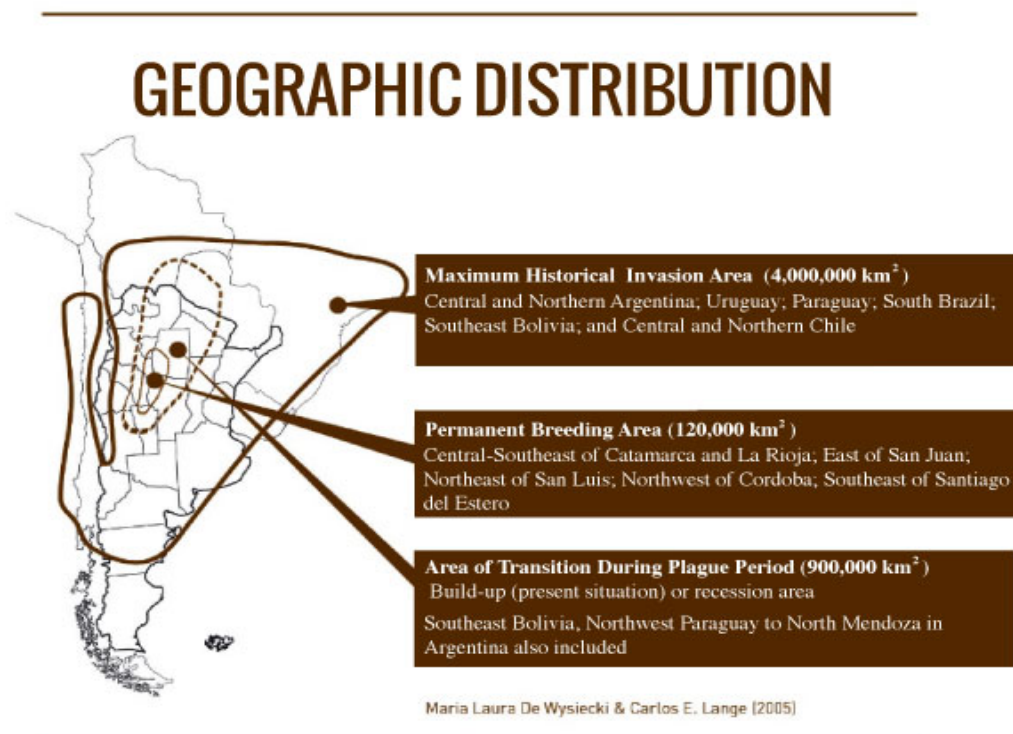 GEOGRAPHIC DISTRIBUTION
Maximum Historical Invasion Area (4,000,000 km²)
Central and Northern Argentina; Uruguay; Paraguay; South Brazil;
Southeast Bolivia; and Central and Northern Chile
Permanent Breeding Area (120,000 km²)
Central-Southeast of Catamarca and La Rioja; East of San Juan;
Northeast of San Luis; Northwest of Cordoba; Southeast of Santiago
del Estero
Area of Transition During Plague Period (900,000 km²)
Build-up (present situation) or recession area
Southeast Bolivia, Northwest Paraguay to North Mendoza in
Argentina also included
Maria Laura De Wysiecki & Carlos E. Lange (2005)